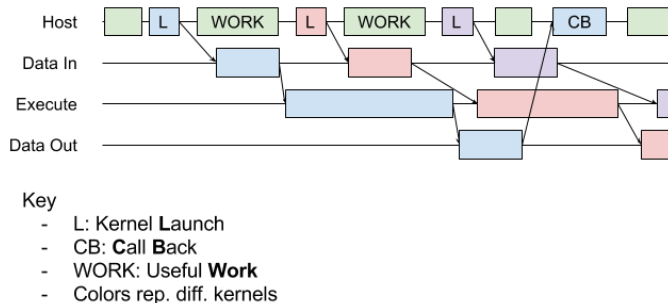 Host L WORK L WORK L CB
Data In
Execute
Data Out
Key
- L: Kernel Launch
- CB: Call Back
- WORK: Useful Work
- Colors rep. diff. kernels